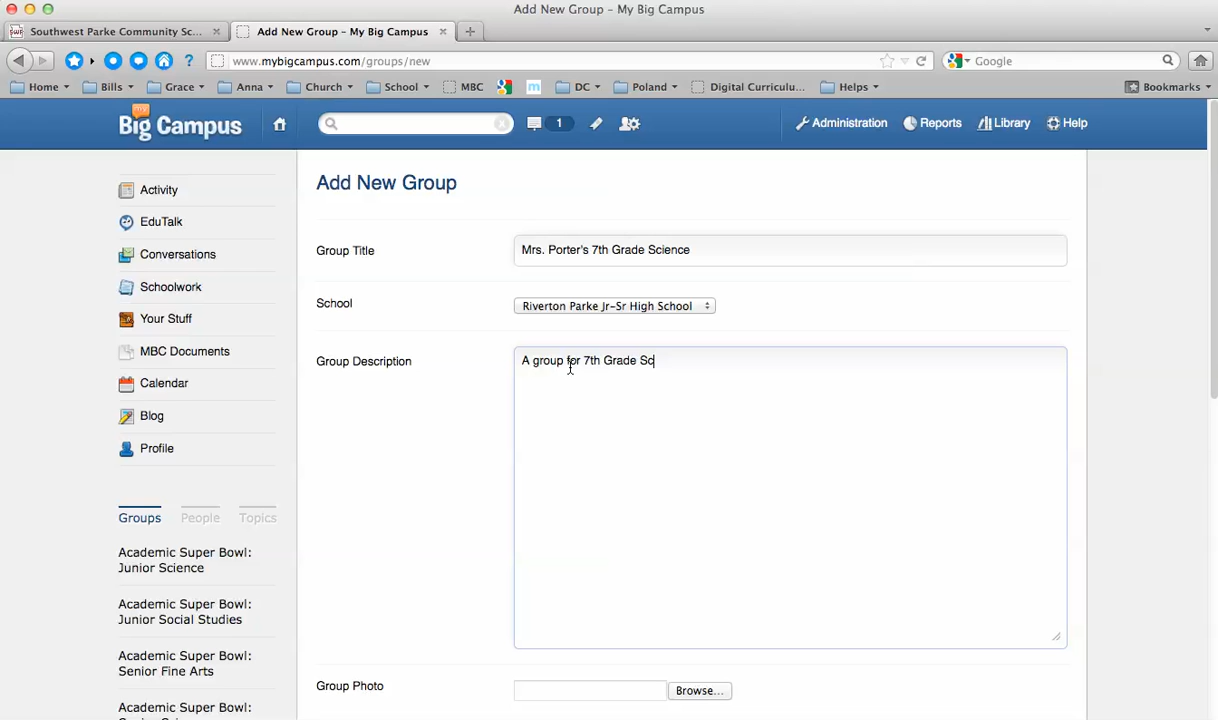 Add New Group - My Big Campus
Southwest Parke Community Sc...
Add New Group - My Big Campus
www.mybigcampus.com/groups/new
Google
Home
Bills
Grace
Anna
Church
School
MBC
m
DC
Poland
Digital Curriculu...
Helps
Bookmarks
my
Big Campus
1
Administration
Reports
Library
Help
Activity
EduTalk
Conversations
Schoolwork
Your Stuff
MBC Documents
Calendar
Blog
Profile
Groups
People
Topics
Academic Super Bowl:
Junior Science
Academic Super Bowl:
Junior Social Studies
Academic Super Bowl:
Senior Fine Arts
Academic Super Bowl:
Add New Group
Group Title
Mrs. Porter's 7th Grade Science
School
Riverton Parke Jr-Sr High School
Group Description
A group for 7th Grade Sc
Group Photo
Browse...